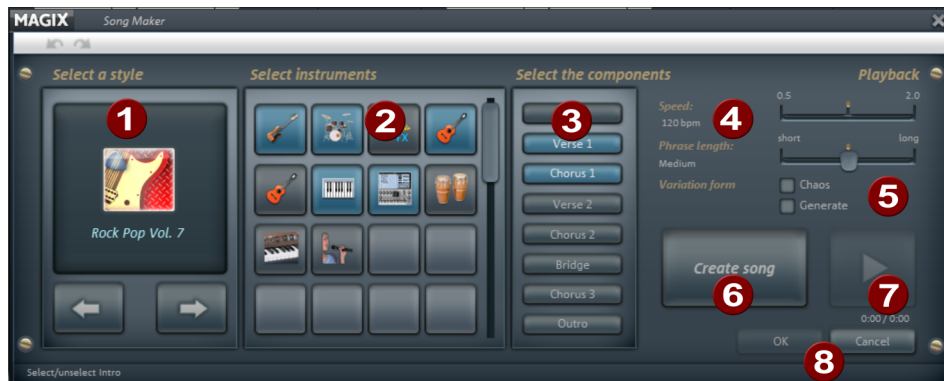 MAGIX Song Maker
Select a style
Select instruments
Select the components
Playback
1
2
3
4
5
6
7
8
Rock Pop Vol. 7
FX
Verse 1
Chorus 1
Verse 2
Chorus 2
Bridge
Chorus 3
Outro
Speed:
120 bpm
0.5 2.0
Phrase length:
Medium
short long
Variation form
Chaos
Generate
Create song
0:00 / 0:00
OK
Cancel
Select/unselect Intro